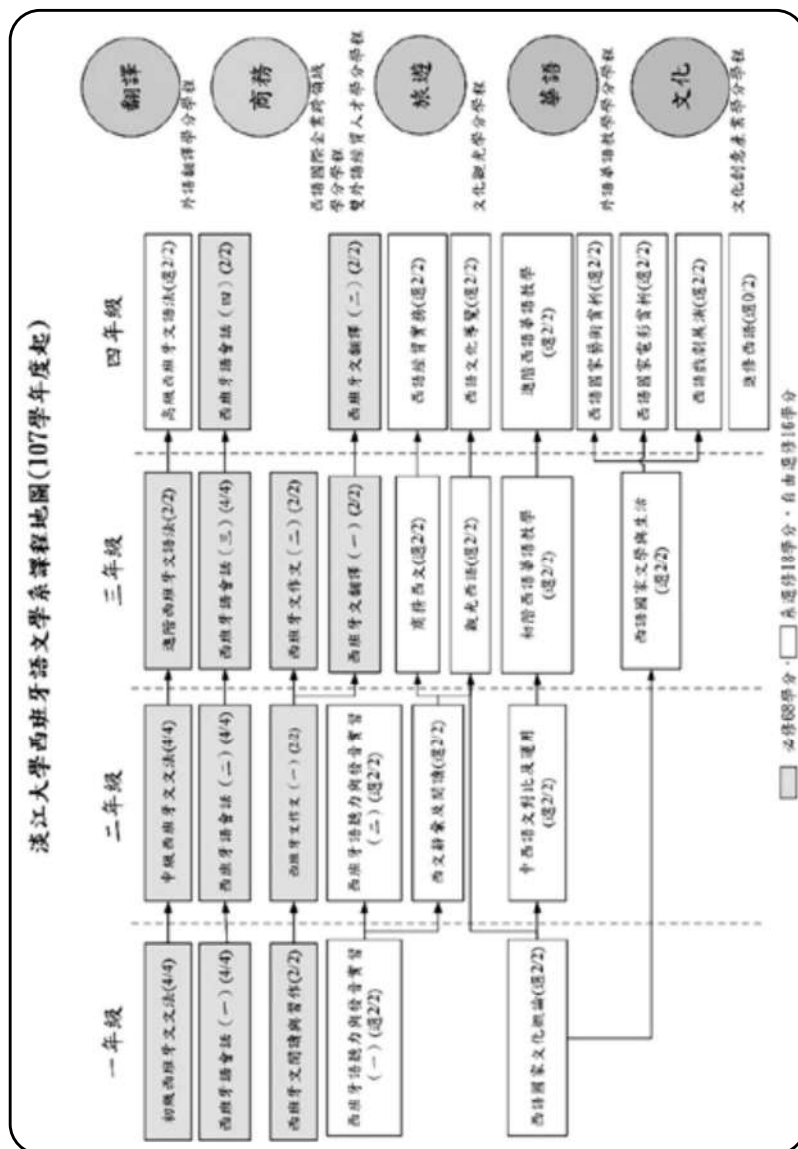 淡江大學西班牙語文學系課程地圖(107學年度起)
一年級
二年級
三年級
四年級
初級西班牙文文法(4/4)
中級西班牙文文法(4/4)
進階西班牙文語法(2/2)
高級西班牙文語法(選2/2)
西班牙語會話(一)(4/4)
西班牙語會話(二)(4/4)
西班牙語會話(三)(4/4)
西班牙語會話(四)(2/2)
西班牙文閱讀與習作(2/2)
西班牙文作文(一)(2/2)
西班牙文作文(二)(2/2)
西班牙文翻譯(一)(2/2)
西班牙文翻譯(二)(2/2)
西班牙語聽力與發音實習
(一)(選2/2)
西班牙語聽力與發音實習
(二)(選2/2)
西文辭彙及閱讀(選2/2)
商務西文(選2/2)
西語經貿實務(選2/2)
觀光西語(選2/2)
西語文化導覽(選2/2)
西語國家文化概論(選2/2)
中西語文對比及運用
(選2/2)
初階西語華語教學
(選2/2)
進階西語華語教學
(選2/2)
西語國家文學與生活
(選2/2)
西語國家藝術賞析(選2/2)
西語國家電影賞析(選2/2)
西語戲劇展演(選2/2)
進修西語(選0/2)
翻譯
外語翻譯學分學程
商務
西語國際企業跨領域
學分學程
雙外語經貿人才學分學程
旅遊
文化觀光學分學程
華語
外語華語教學學分學程
文化
文化創意產業學分學程
必修68學分,系選修18學分,自由選修16學分